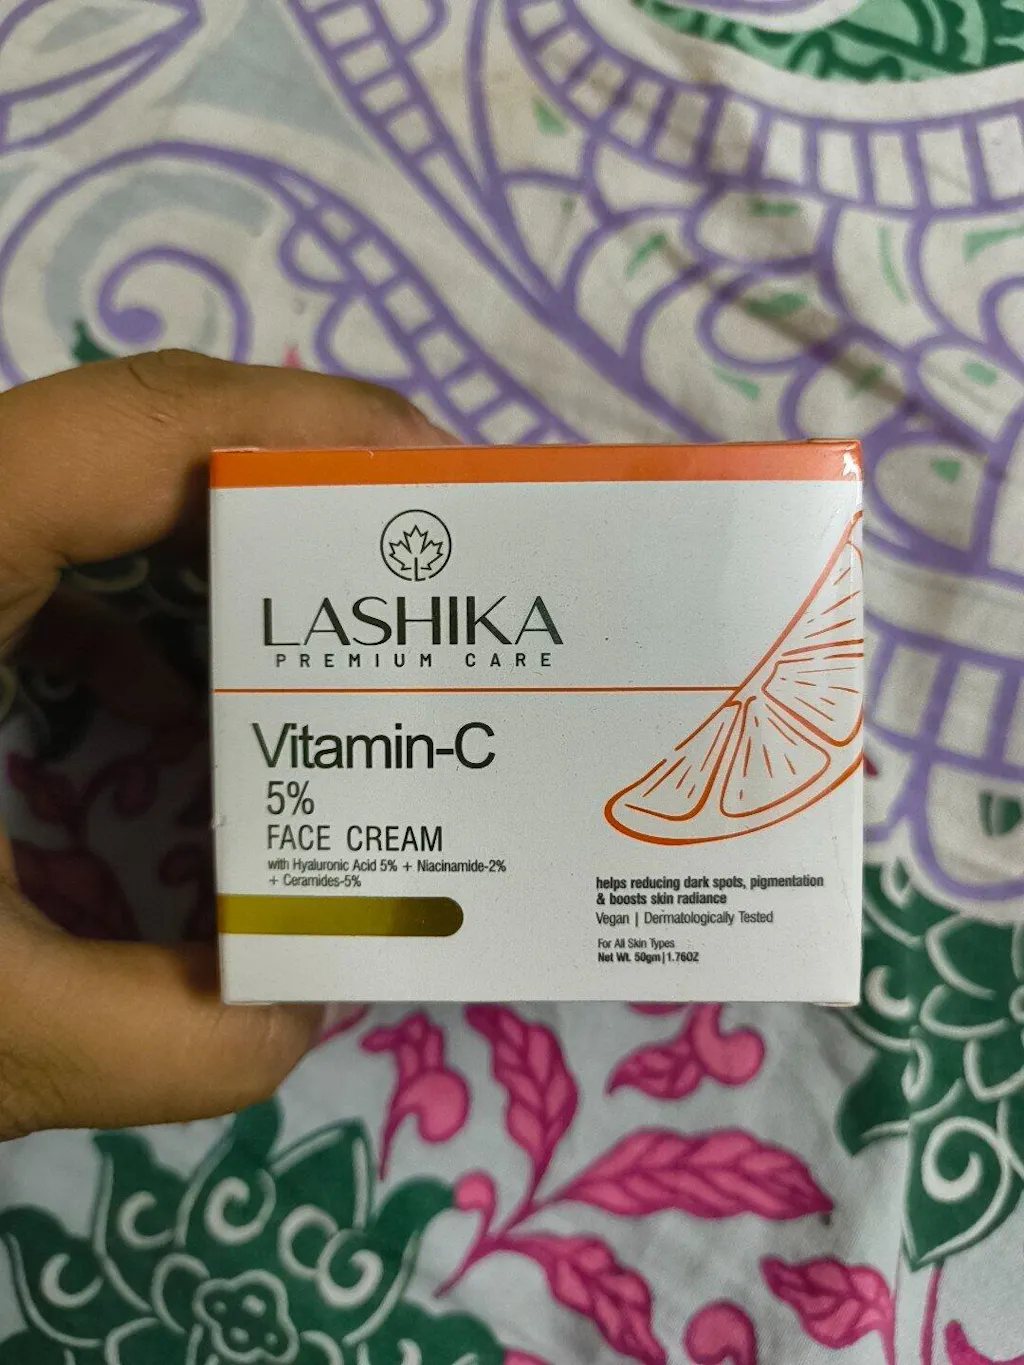 LASHIKA
PREMIUM CARE
Vitamin-C
5%
FACE CREAM
with Hyaluronic Acid 5% + Niacinamide-2%
+ Ceramides-5%
helps reducing dark spots, pigmentation
& boosts skin radiance
Vegan | Dermatologically Tested
For All Skin Types
Net Wt. 50gm|1.76OZ